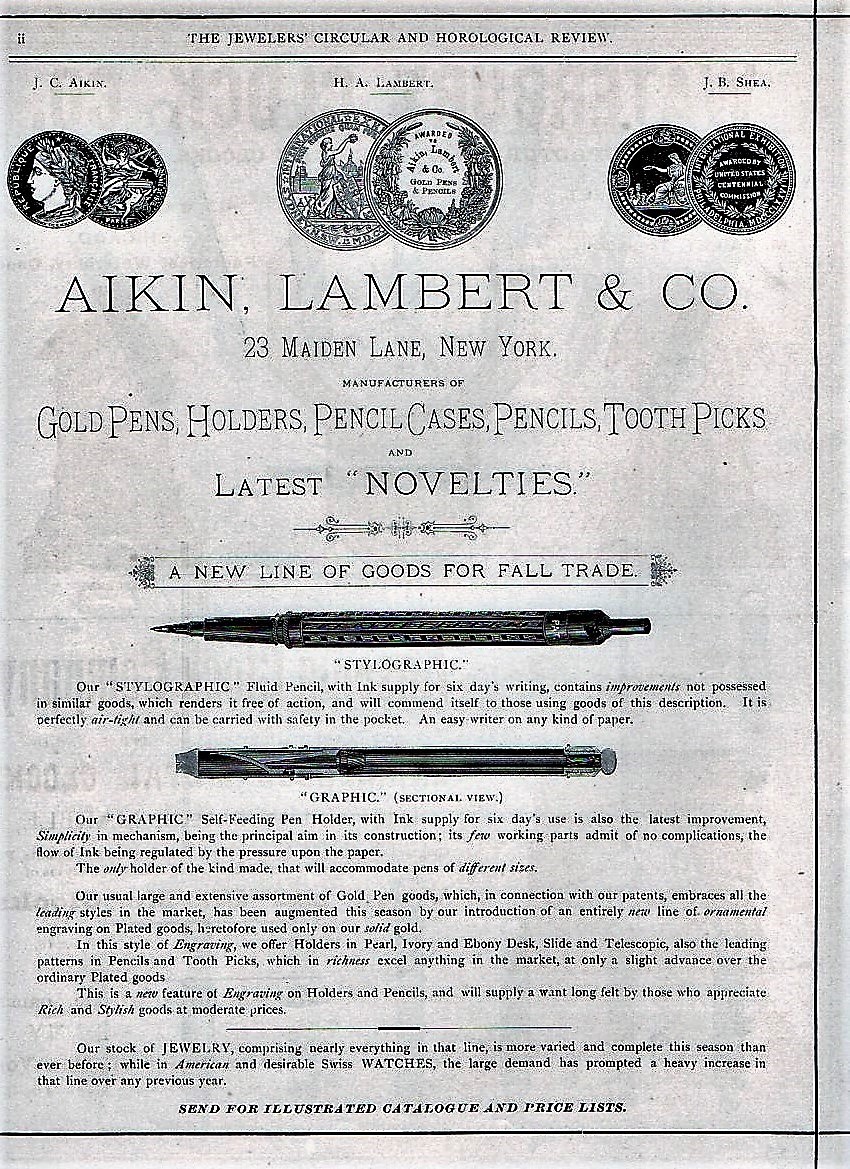 ii
THE JEWELERS' CIRCULAR AND HOROLOGICAL REVIEW.
J. C. AIKIN.
H. A. LAMBERT.
J. B. SHEA.
REPUBLIQUE
FRANÇAISE
INTERNATIONAL
AWARDED
TO
Aikin, Lambert
& Co.
GOLD PENS
& PENCILS
INTERNATIONAL EXHIBITION
AWARDED BY
UNITED STATES
CENTENNIAL
COMMISSION
AIKIN, LAMBERT & CO.
23 MAIDEN LANE, NEW YORK.
MANUFACTURERS OF
GOLD PENS, HOLDERS, PENCIL CASES, PENCILS, TOOTH PICKS
AND
LATEST "NOVELTIES."
A NEW LINE OF GOODS FOR FALL TRADE.
"STYLOGRAPHIC."
Our "STYLOGRAPHIC" Fluid Pencil, with Ink supply for six day's writing, contains improvements not possessed
in similar goods, which renders it free of action, and will commend itself to those using goods of this description. It is
perfectly air-tight and can be carried with safety in the pocket. An easy writer on any kind of paper.
"GRAPHIC." (SECTIONAL VIEW.)
Our "GRAPHIC" Self-Feeding Pen Holder, with Ink supply for six day's use is also the latest improvement,
Simplicity in mechanism, being the principal aim in its construction; its few working parts admit of no complications, the
flow of Ink being regulated by the pressure upon the paper.
The only holder of the kind made, that will accommodate pens of different sizes.
Our usual large and extensive assortment of Gold Pen goods, which, in connection with our patents, embraces all the
leading styles in the market, has been augmented this season by our introduction of an entirely new line of ornamental
engraving on Plated goods, heretofore used only on our solid gold.
In this style of Engraving, we offer Holders in Pearl, Ivory and Ebony Desk, Slide and Telescopic, also the leading
patterns in Pencils and Tooth Picks, which in richness excel anything in the market, at only a slight advance over the
ordinary Plated goods
This is a new feature of Engraving on Holders and Pencils, and will supply a want long felt by those who appreciate
Rich and Stylish goods at moderate prices.
Our stock of JEWELRY, comprising nearly everything in that line, is more varied and complete this season than
ever before; while in American and desirable Swiss WATCHES, the large demand has prompted a heavy increase in
that line over any previous year.
SEND FOR ILLUSTRATED CATALOGUE AND PRICE LISTS.